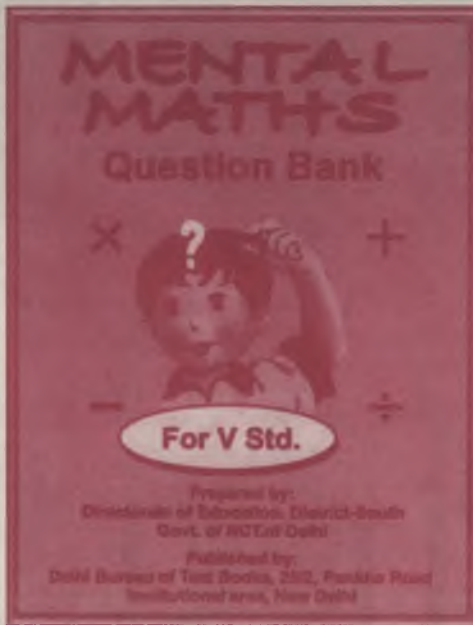 MENTAL
MATHS
Question Bank
×
+
?
-
÷
For V Std.
Prepared by:
Directorate of Education, District-South
Govt. of NCT of Delhi
Published by:
Delhi Bureau of Text Books, 25/2, Pankha Road
Institutional area, New Delhi